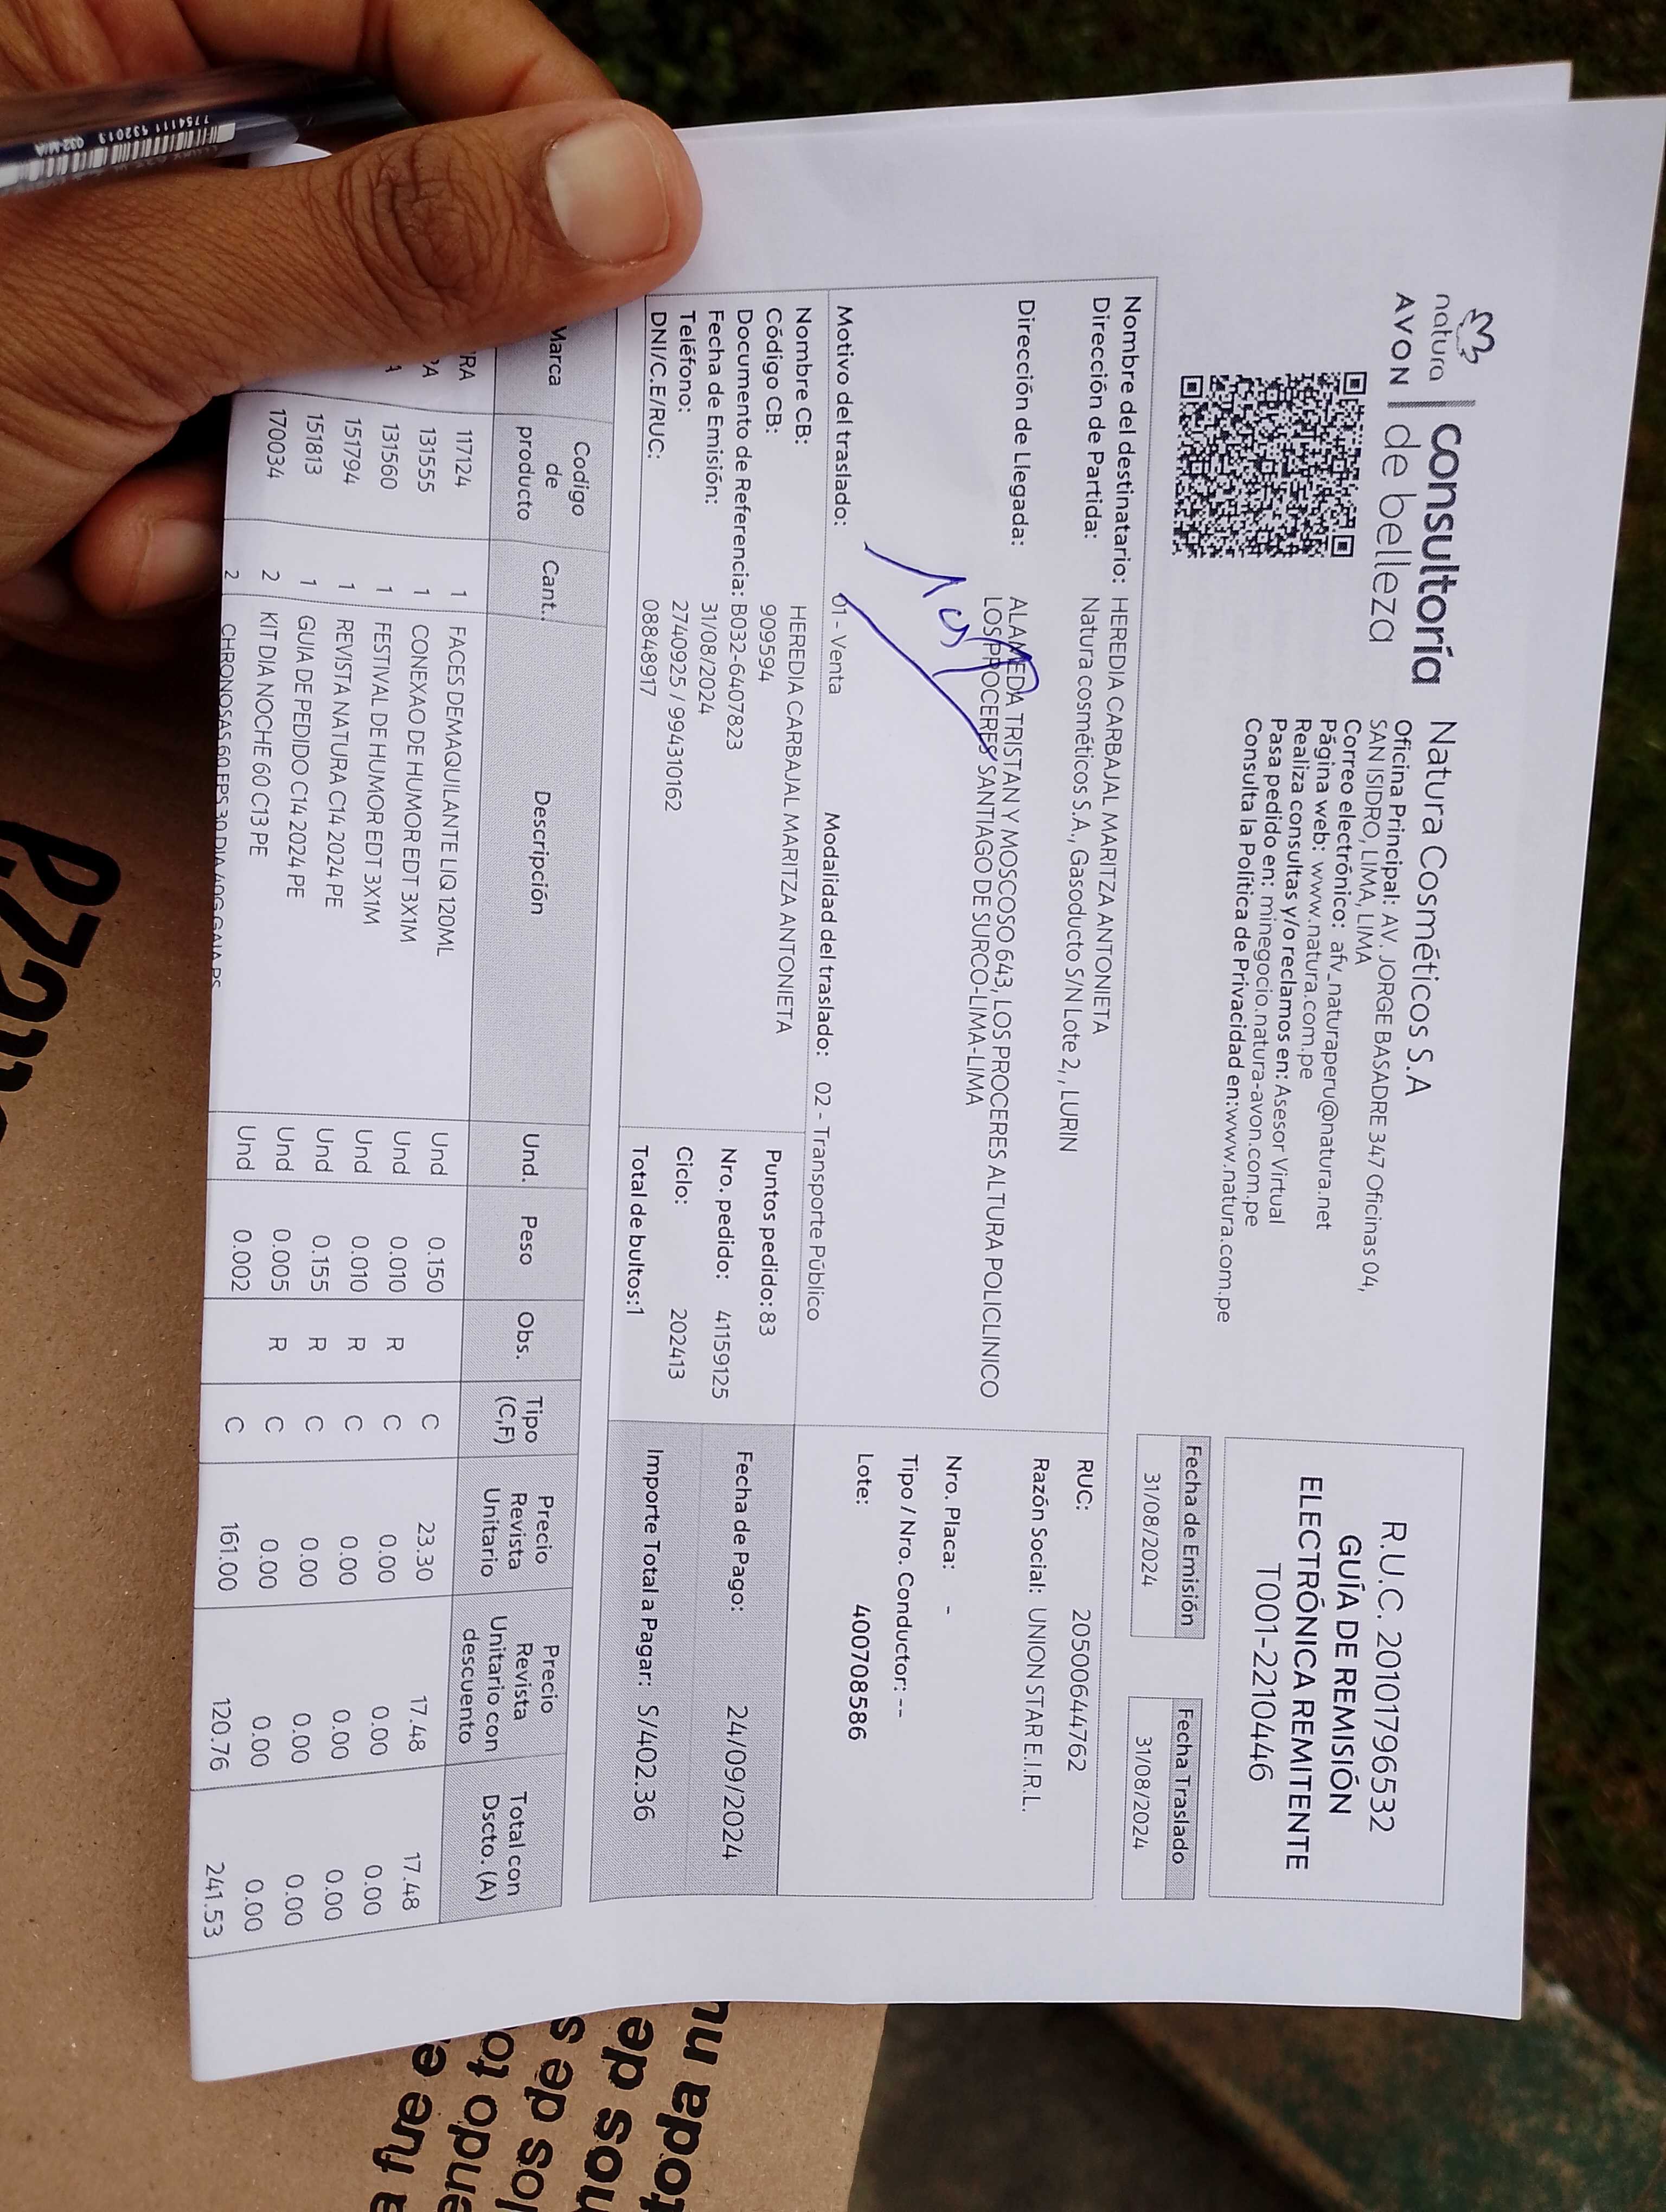 natura
AVON
consultoría
de belleza
Natura Cosméticos S.A
Oficina Principal: AV. JORGE BASADRE 347 Oficinas 04,
SAN ISIDRO, LIMA, LIMA
Correo electrónico: afv_naturaperu@natura.net
Página web: www.natura.com.pe
Realiza consultas y/o reclamos en: Asesor Virtual
Pasa pedido en: minegocio.natura-avon.com.pe
Consulta la Política de Privacidad en:www.natura.com.pe
R.U.C. 20101796532
GUÍA DE REMISIÓN
ELECTRÓNICA REMITENTE
T001-2210446
Fecha de Emisión
31/08/2024
Fecha Traslado
31/08/2024
Nombre del destinatario: HEREDIA CARBAJAL MARITZA ANTONIETA
Dirección de Partida: Natura cosméticos S.A., Gasoducto S/N Lote 2, , LURIN
Dirección de Llegada: ALAMEDA TRISTAN Y MOSCOSO 643, LOS PROCERES ALTURA POLICLINICO
LOS PROCERES SANTIAGO DE SURCO-LIMA-LIMA
RUC: 20500644762
Razón Social: UNION STAR E.I.R.L.
Nro. Placa: -
Tipo / Nro. Conductor: --
Lote: 400708586
Motivo del traslado: 01 - Venta Modalidad del traslado: 02 - Transporte Público
Nombre CB: HEREDIA CARBAJAL MARITZA ANTONIETA
Código CB: 909594
Documento de Referencia: B032-6407823
Fecha de Emisión: 31/08/2024
Teléfono: 2740925 / 994310162
DNI/C.E/RUC: 08848917
Puntos pedido: 83
Nro. pedido: 41159125
Ciclo: 202413
Total de bultos:1
Fecha de Pago: 24/09/2024
Importe Total a Pagar: S/402.36
Marca Codigo de producto Cant. Descripción Und. Peso Obs. Tipo (C,F) Precio Revista Unitario Precio Revista Unitario con descuento Total con Dscto. (A)
RA 117124 1 FACES DEMAQUILANTE LIQ 120ML Und 0.150 C 23.30 17.48 17.48
PA 131555 1 CONEXAO DE HUMOR EDT 3X1M Und 0.010 R C 0.00 0.00 0.00
A 131560 1 FESTIVAL DE HUMOR EDT 3X1M Und 0.010 R C 0.00 0.00 0.00
151794 1 REVISTA NATURA C14 2024 PE Und 0.155 R C 0.00 0.00 0.00
151813 1 GUIA DE PEDIDO C14 2024 PE Und 0.005 R C 0.00 0.00 0.00
170034 2 KIT DIA NOCHE 60 C13 PE Und 0.002 C 161.00 120.76 241.53
2 CHRONOS AS 60 FPS 30 DIA 40G GAIA RS
7754111 532013
032-M/A